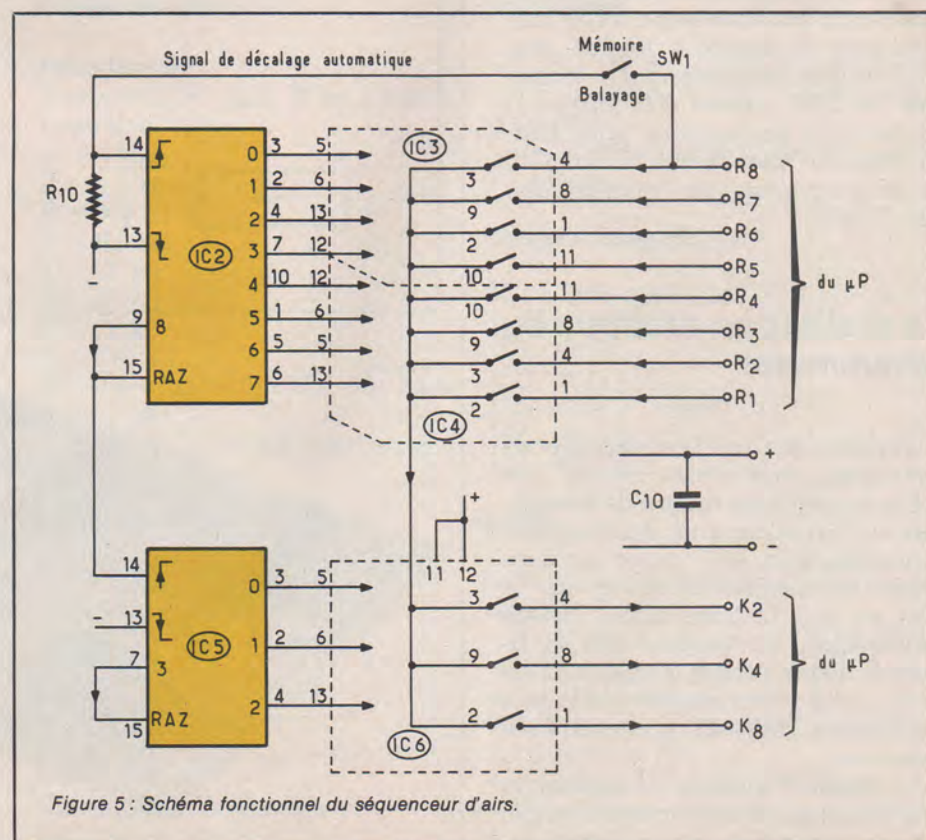 Signal de décalage automatique
Mémoire
SW1
Balayage
14
R10
13
9
15
8
RAZ
IC2
0 3 5
1 2 6
2 4 13
3 7 12
4 10 12
5 1 6
6 5 5
7 6 13
IC3
3 4 R8
9 8 R7
2 1 R6
10 11 R5
10 11 R4
9 8 R3
3 4 R2
2 1 R1
IC4
du µP
+
C10
-
14
13
7
3
RAZ
15
IC5
0 3 5
1 2 6
2 4 13
+
11 12
3 4 K2
9 8 K4
2 1 K8
IC6
du µP
Figure 5 : Schéma fonctionnel du séquenceur d'airs.